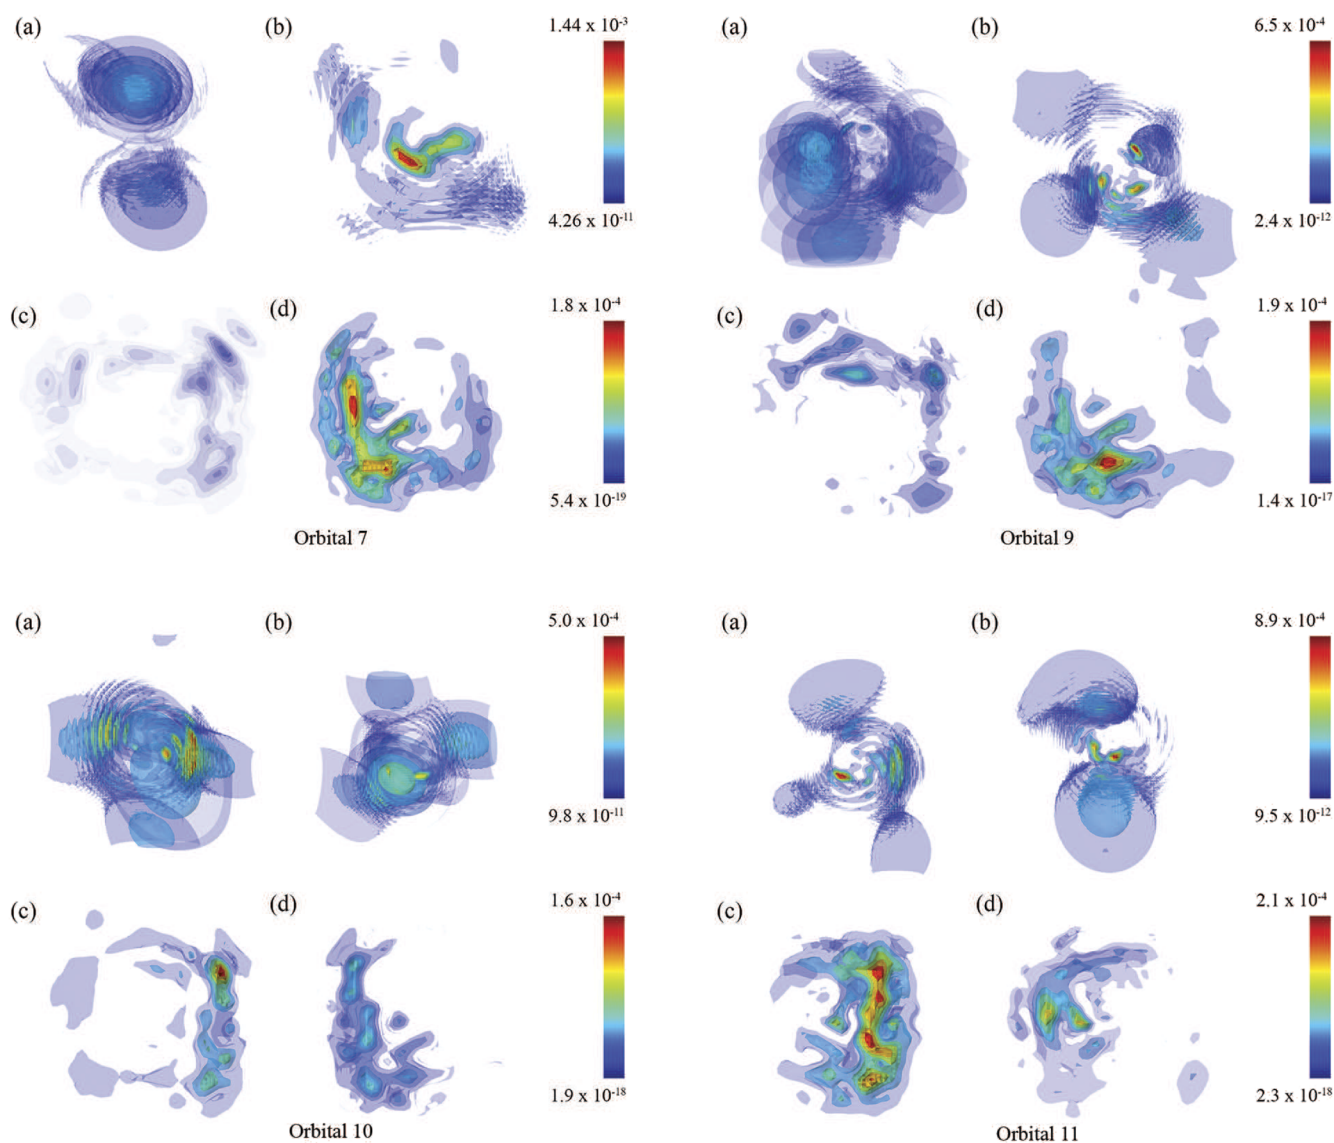 (a)
(b)
1.44 x 10⁻³
4.26 x 10⁻¹¹
(c)
(d)
1.8 x 10⁻⁴
5.4 x 10⁻¹⁹
Orbital 7
(a)
(b)
6.5 x 10⁻⁴
2.4 x 10⁻¹²
(c)
(d)
1.9 x 10⁻⁴
1.4 x 10⁻¹⁷
Orbital 9
(a)
(b)
5.0 x 10⁻⁴
9.8 x 10⁻¹¹
(c)
(d)
1.6 x 10⁻⁴
1.9 x 10⁻¹⁸
Orbital 10
(a)
(b)
8.9 x 10⁻⁴
9.5 x 10⁻¹²
(c)
(d)
2.1 x 10⁻⁴
2.3 x 10⁻¹⁸
Orbital 11